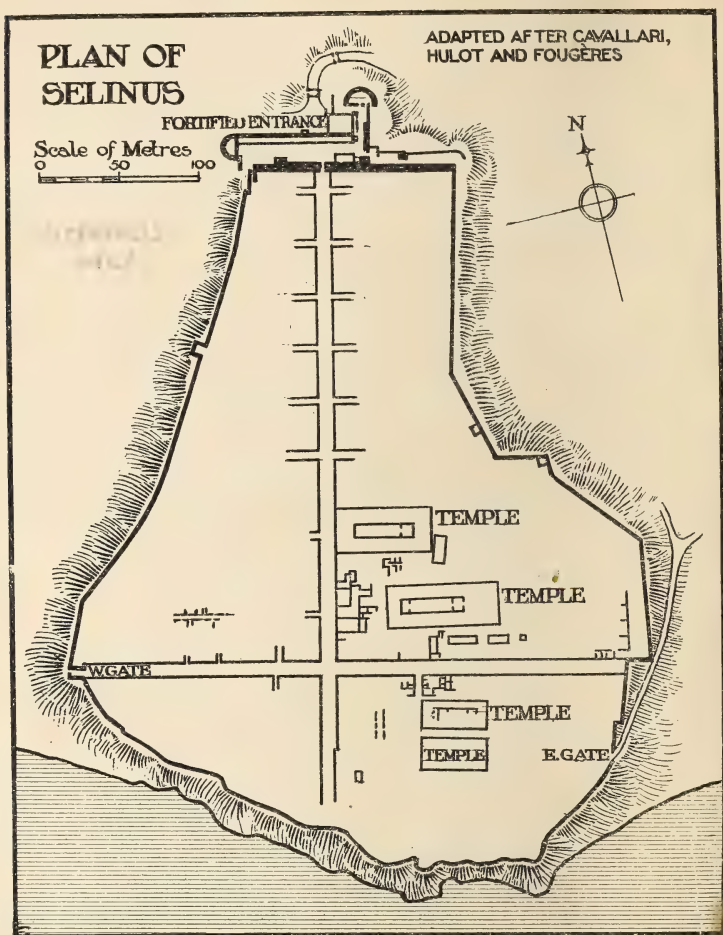 PLAN OF
SELINUS
ADAPTED AFTER CAVALLARI,
HULOT AND FOUGÈRES
FORTIFIED ENTRANCE
Scale of Metres
0 50 100
N
TEMPLE
TEMPLE
W. GATE
TEMPLE
TEMPLE
E. GATE